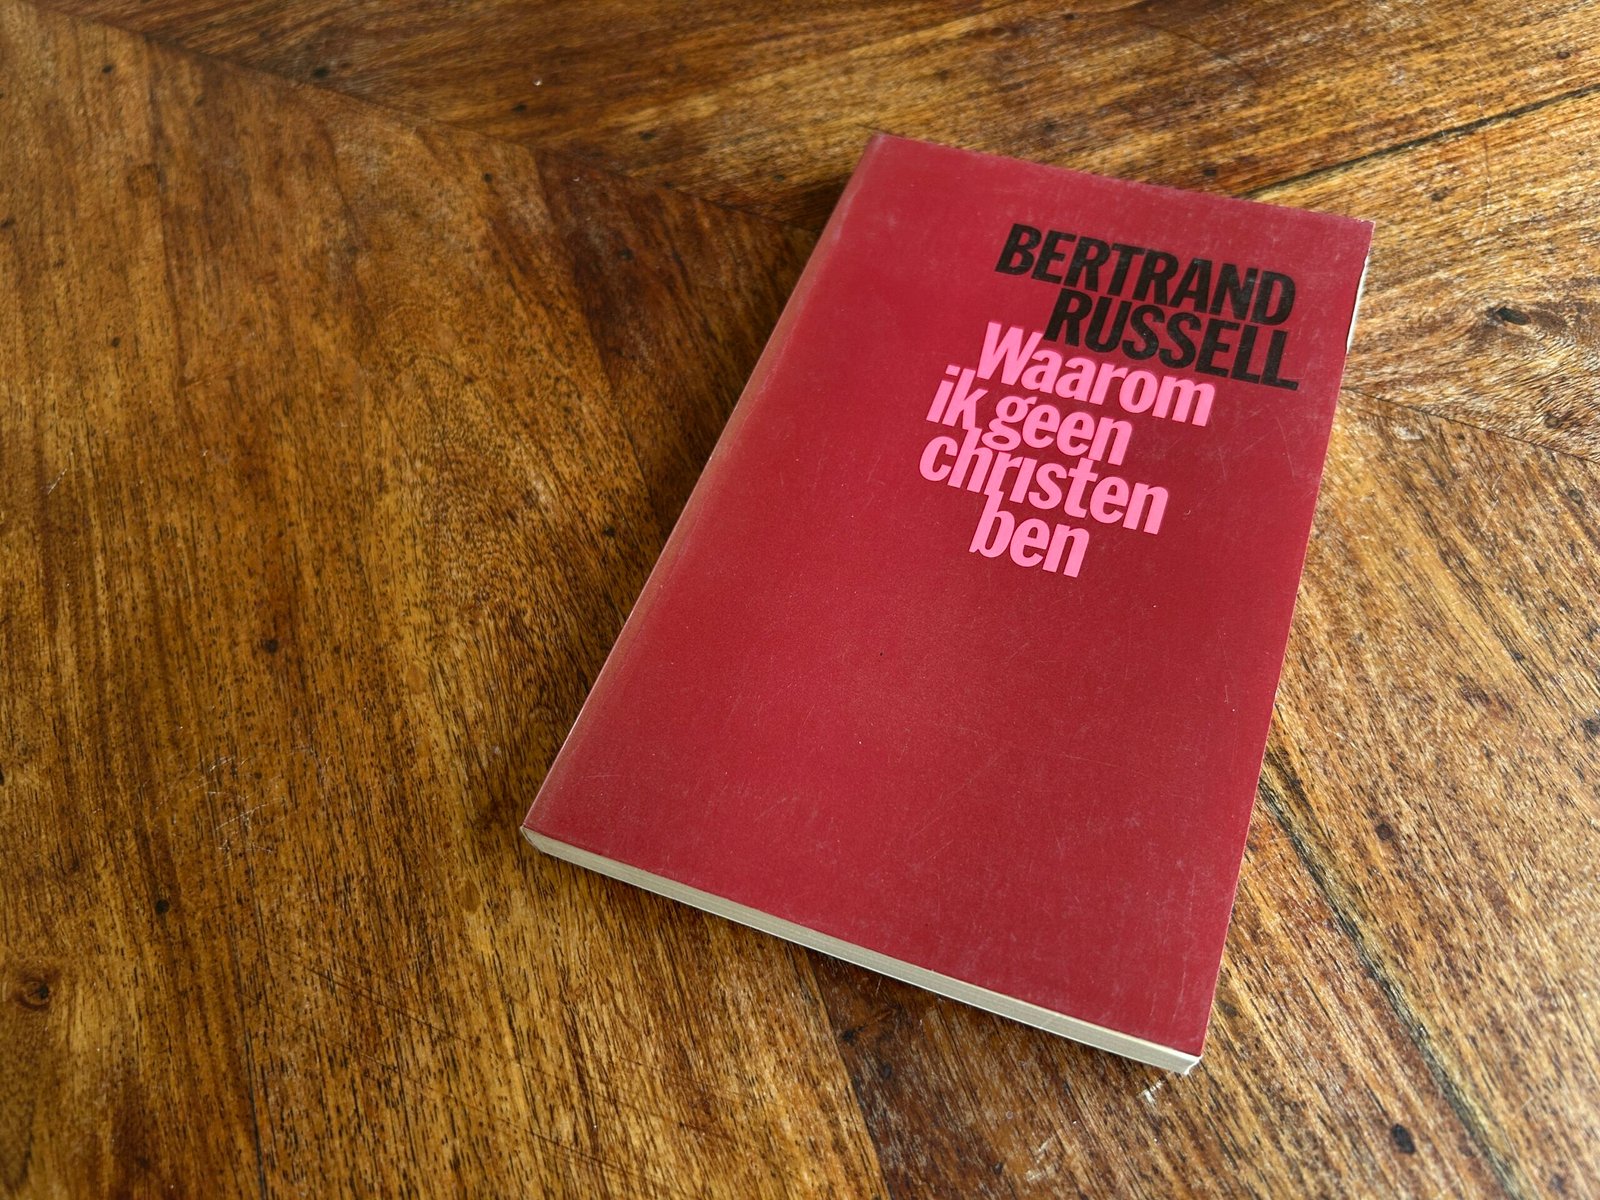 BERTRAND
RUSSELL
Waarom
ik geen
christen
ben